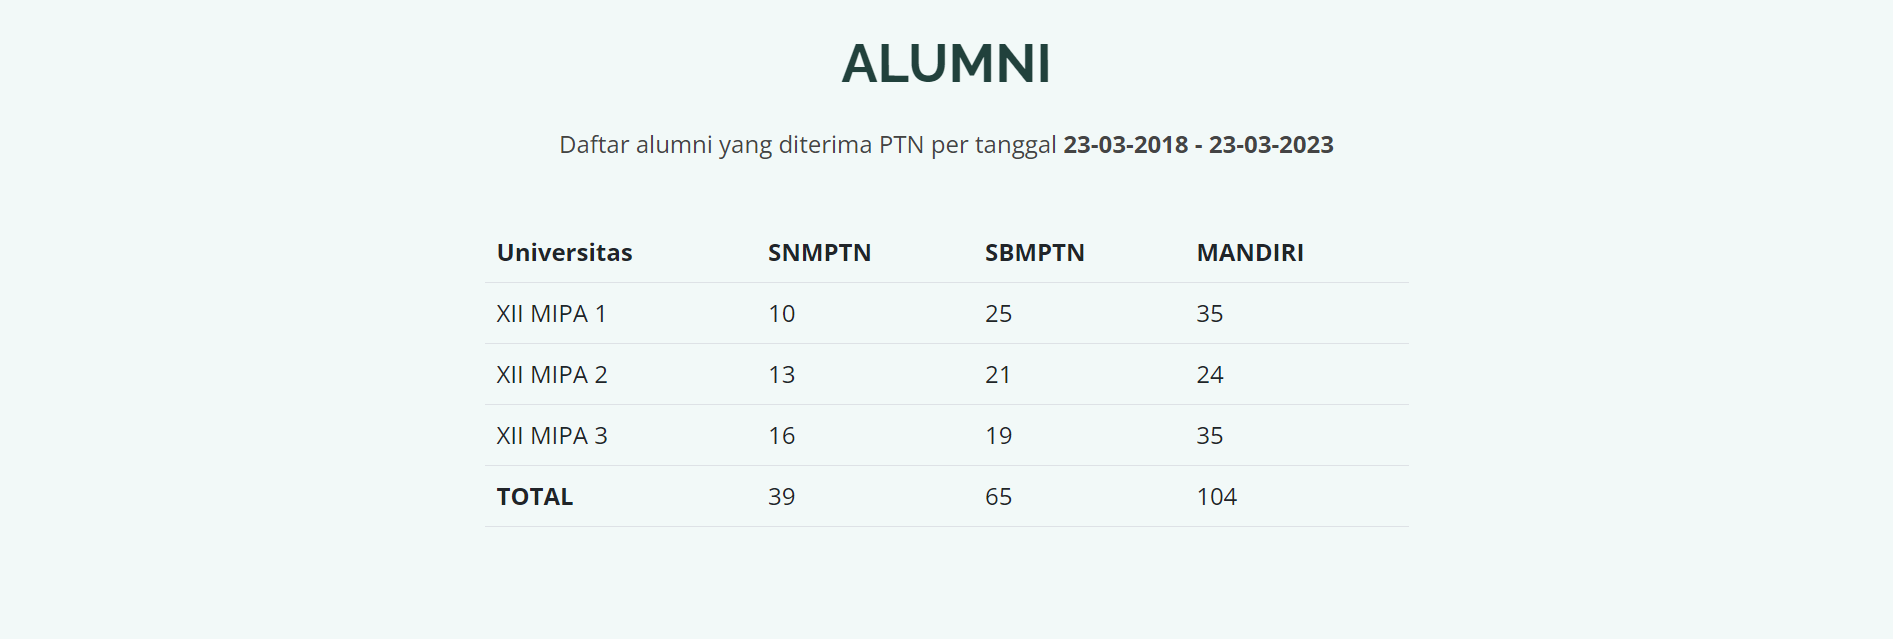 ALUMNI
Daftar alumni yang diterima PTN per tanggal 23-03-2018 - 23-03-2023
Universitas SNMPTN SBMPTN MANDIRI
XII MIPA 1 10 25 35
XII MIPA 2 13 21 24
XII MIPA 3 16 19 35
TOTAL 39 65 104